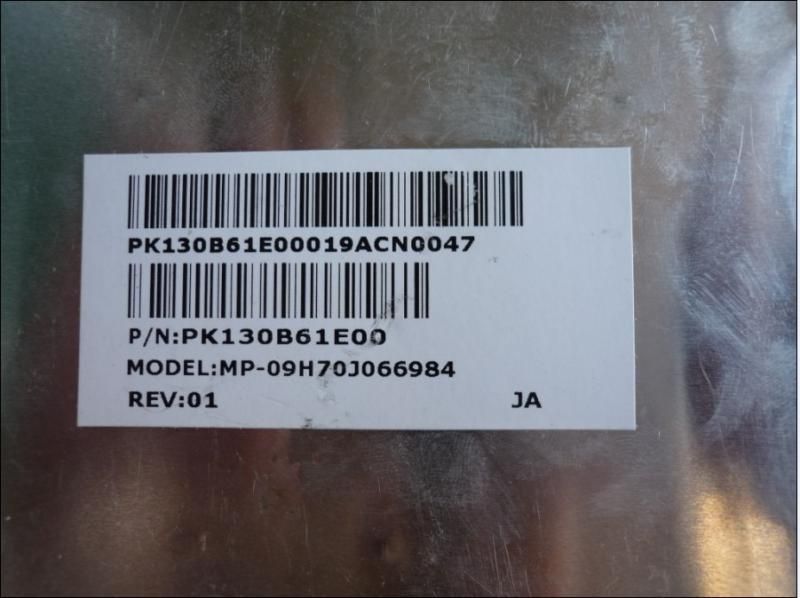 PK130B61E00019ACN0047
P/N:PK130B61E00
MODEL:MP-09H70J066984
REV:01 JA